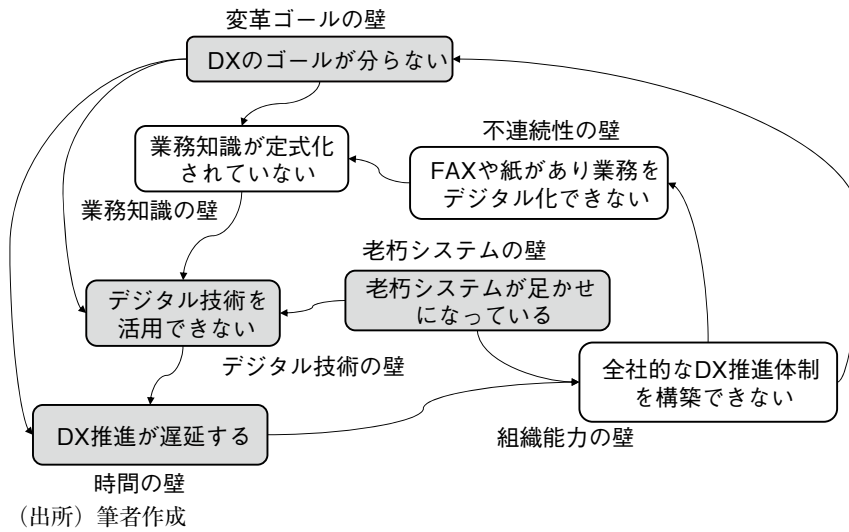 変革ゴールの壁
DXのゴールが分らない
業務知識が定式化
されていない
不連続性の壁
FAXや紙があり業務を
デジタル化できない
業務知識の壁
老朽システムの壁
デジタル技術を
活用できない
老朽システムが足かせ
になっている
デジタル技術の壁
全社的なDX推進体制
を構築できない
DX推進が遅延する
組織能力の壁
時間の壁
（出所）筆者作成